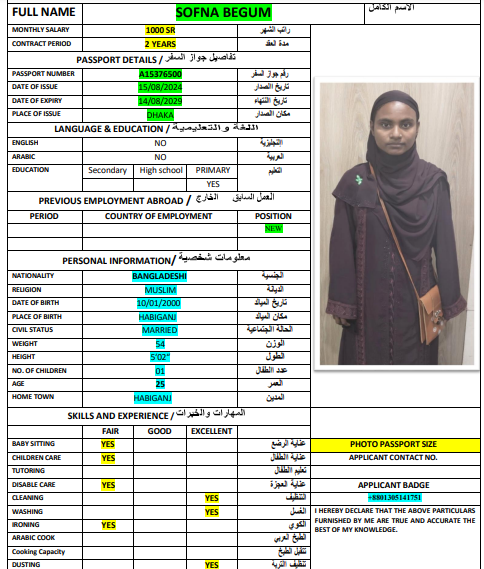 FULL NAME SOFNA BEGUM الاسم الكامل
MONTHLY SALARY 1000 SR راتب الشهر
CONTRACT PERIOD 2 YEARS مدة العقد
PASSPORT DETAILS / تفاصيل جواز السفر
PASSPORT NUMBER A15376500 رقم جواز السفر
DATE OF ISSUE 15/08/2024 تاريخ الصدار
DATE OF EXPIRY 14/08/2029 تاريخ النتهاء
PLACE OF ISSUE DHAKA مكان الصدار
LANGUAGE & EDUCATION / اللغة والتعليمية
ENGLISH NO النجليزية
ARABIC NO العربية
EDUCATION Secondary High school PRIMARY التعليم
YES
PREVIOUS EMPLOYMENT ABROAD / العمل السابق الخارج
PERIOD COUNTRY OF EMPLOYMENT POSITION
NEW
PERSONAL INFORMATION/ معلومات شخصية
NATIONALITY BANGLADESHI الجنسية
RELIGION MUSLIM الديانة
DATE OF BIRTH 10/01/2000 تاريخ الميلد
PLACE OF BIRTH HABIGANJ مكان الميلد
CIVIL STATUS MARRIED الحالة الجتماعية
WEIGHT 54 الوزن
HEIGHT 5'02" الطول
NO. OF CHILDREN 01 عدد الطفال
AGE 25 العمر
HOME TOWN HABIGANJ المدين
SKILLS AND EXPERIENCE / المهارات والخبرات
FAIR GOOD EXCELLENT
BABY SITTING YES عناية الرضع
CHILDREN CARE YES عناية الطفال
TUTORING تعليم الطفال
DISABLE CARE YES عناية العجزة
CLEANING YES التنظيف
WASHING YES الغسل
IRONING YES الكوي
ARABIC COOK الطبخ العربي
Cooking Capacity تتقبل الطبخ
DUSTING YES تنظيف التربة
PHOTO PASSPORT SIZE
APPLICANT CONTACT NO.
APPLICANT BADGE
+8801305141751
I HEREBY DECLARE THAT THE ABOVE PARTICULARS
FURNISHED BY ME ARE TRUE AND ACCURATE THE
BEST OF MY KNOWLEDGE.